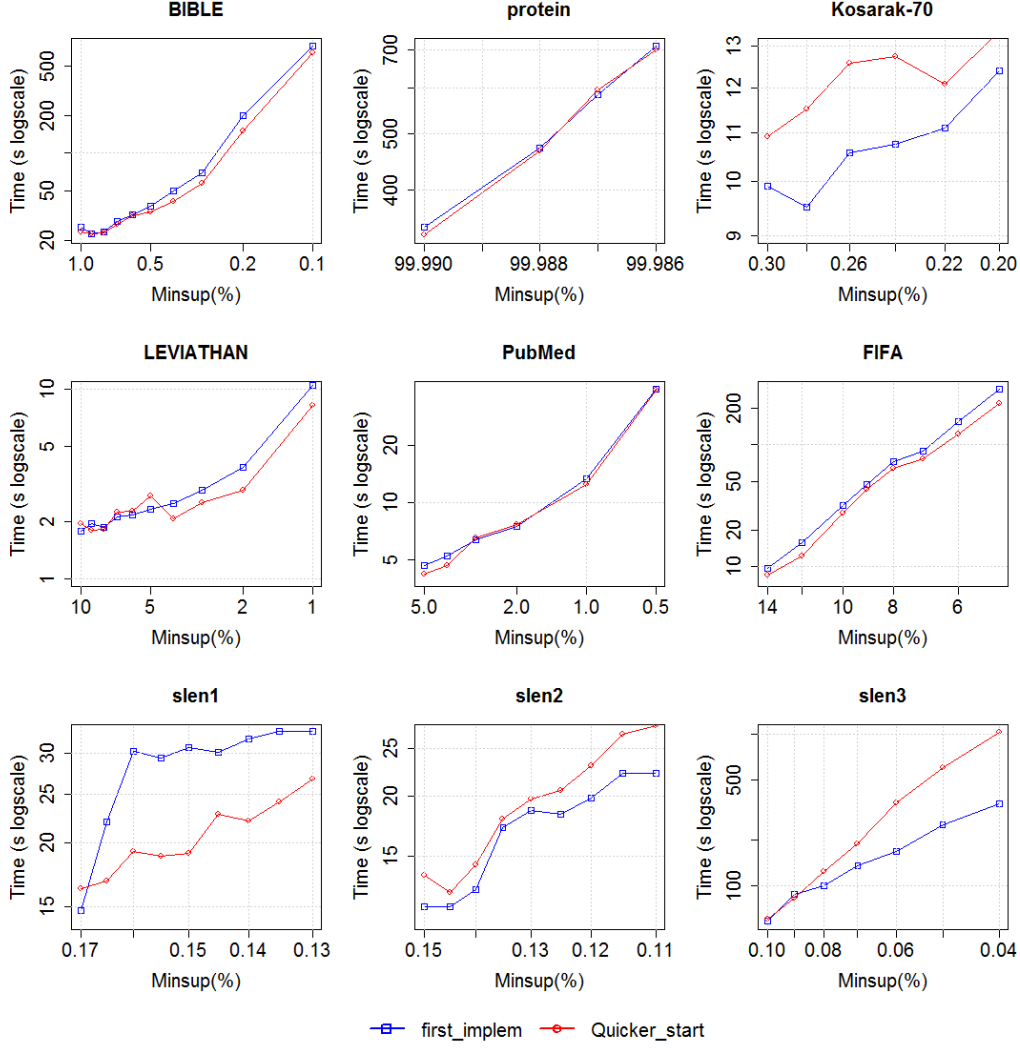 BIBLE protein Kosarak-70
Time (s logscale) 20 50 200 500
1.0 0.5 0.2 0.1
Minsup(%)
Time (s logscale) 400 500 700
99.990 99.988 99.986
Minsup(%)
Time (s logscale) 9 10 11 12 13
0.30 0.26 0.22 0.20
Minsup(%)
LEVIATHAN PubMed FIFA
Time (s logscale) 1 2 5 10
10 5 2 1
Minsup(%)
Time (s logscale) 5 10 20
5.0 2.0 1.0 0.5
Minsup(%)
Time (s logscale) 10 20 50 200
14 10 8 6
Minsup(%)
slen1 slen2 slen3
Time (s logscale) 15 20 25 30
0.17 0.15 0.14 0.13
Minsup(%)
Time (s logscale) 15 20 25
0.15 0.13 0.12 0.11
Minsup(%)
Time (s logscale) 100 500
0.10 0.08 0.06 0.04
Minsup(%)
first_implem Quicker_start